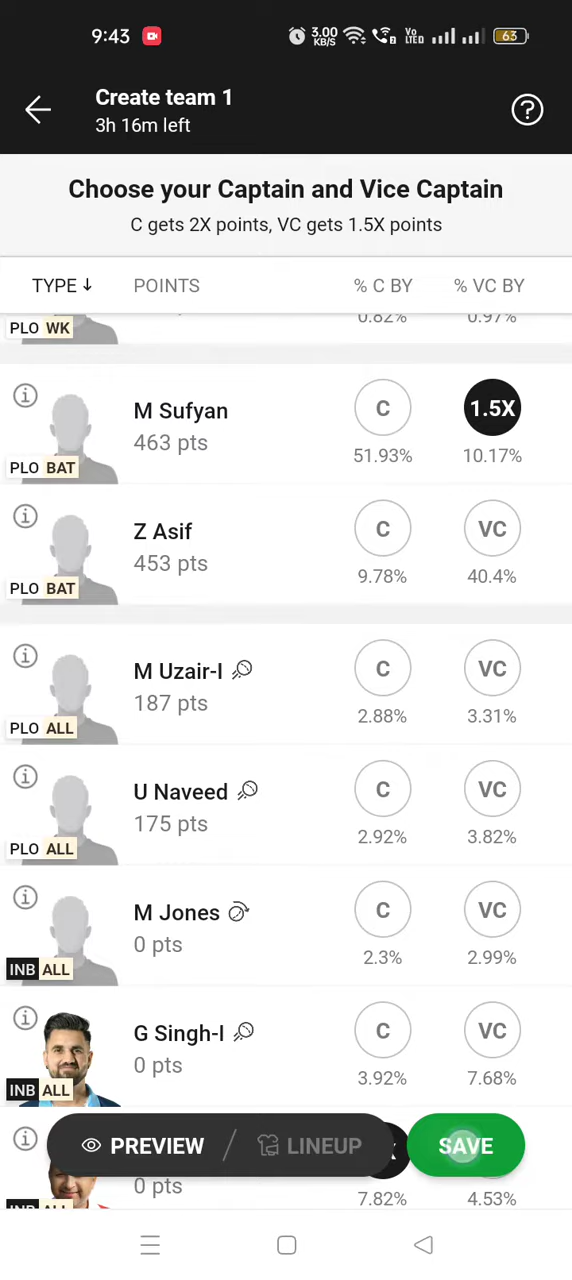 9:43 3.00 KB/S Vo LTED 63
Create team 1
3h 16m left
Choose your Captain and Vice Captain
C gets 2X points, VC gets 1.5X points
TYPE↓ POINTS % C BY % VC BY
PLO WK 0.82% 0.97%
M Sufyan C 1.5X
463 pts
PLO BAT 51.93% 10.17%
Z Asif C VC
453 pts
PLO BAT 9.78% 40.4%
M Uzair-I C VC
187 pts
PLO ALL 2.88% 3.31%
U Naveed C VC
175 pts
PLO ALL 2.92% 3.82%
M Jones C VC
0 pts
INB ALL 2.3% 2.99%
G Singh-I C VC
0 pts
INB ALL 3.92% 7.68%
PREVIEW / LINEUP SAVE
0 pts
INB ALL 7.82% 4.53%